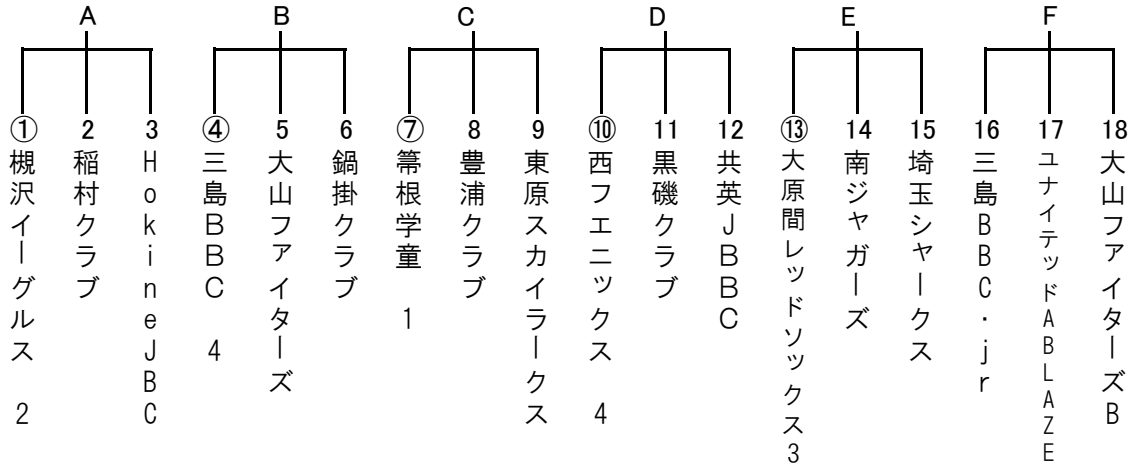 A B C D E F
① 2 3 ④ 5 6 ⑦ 8 9 ⑩ 11 12 ⑬ 14 15 16 17 18
槻沢イーグルス 2
稲村クラブ
HokineJBC
三島BBC 4
大山ファイターズ
鍋掛クラブ
箒根学童 1
豊浦クラブ
東原スカイラークス
西フエニックス 4
黒磯クラブ
共英JBBC
大原間レッドソックス3
南ジャガーズ
埼玉シャークス
三島BBC・jr
ユナイテッドABLAZE
大山ファイターズB